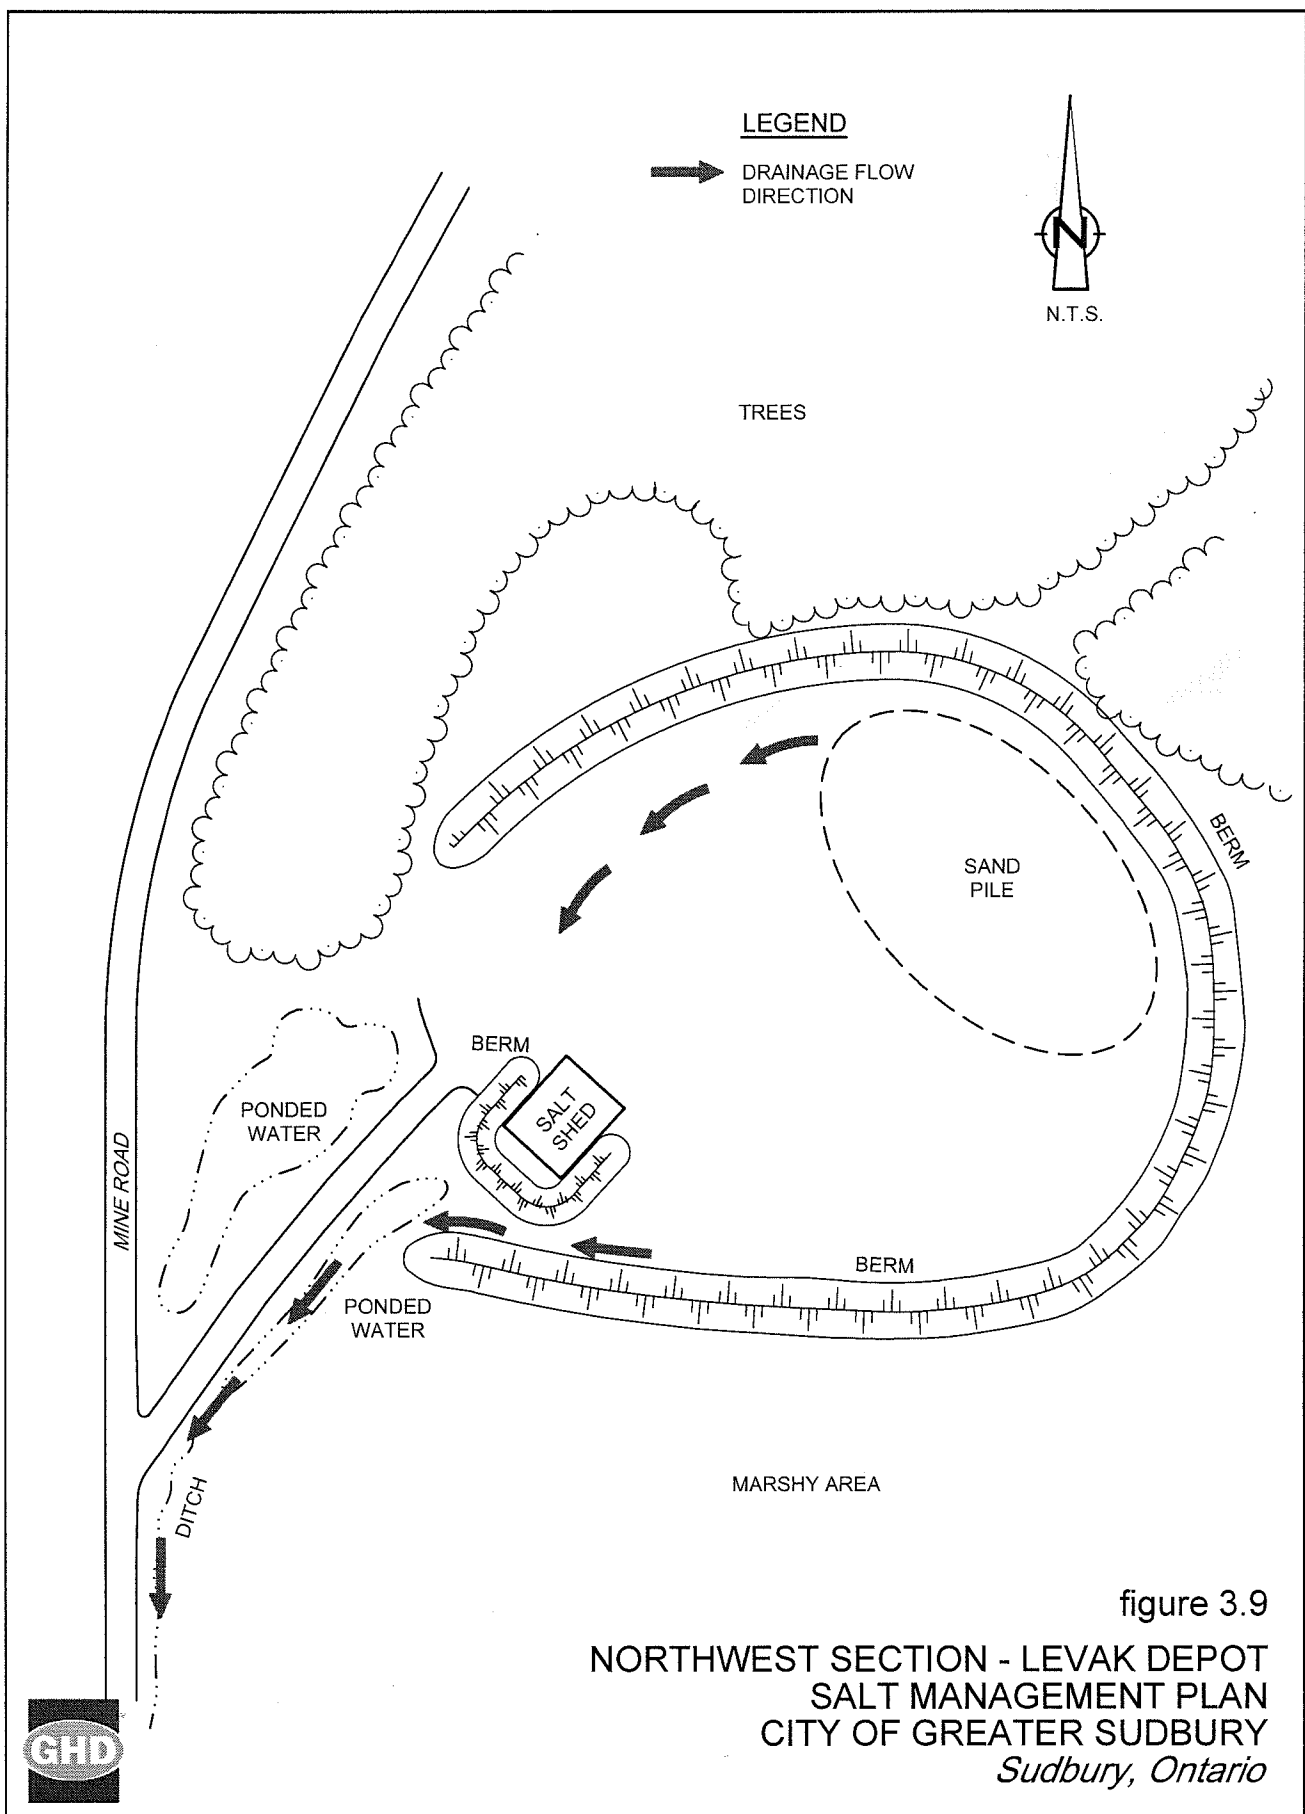 LEGEND
DRAINAGE FLOW
DIRECTION
N
N.T.S.
TREES
BERM
SAND
PILE
BERM
SALT
SHED
PONDED
WATER
MINE ROAD
BERM
PONDED
WATER
MARSHY AREA
DITCH
figure 3.9
NORTHWEST SECTION - LEVAK DEPOT
SALT MANAGEMENT PLAN
CITY OF GREATER SUDBURY
Sudbury, Ontario
GHD